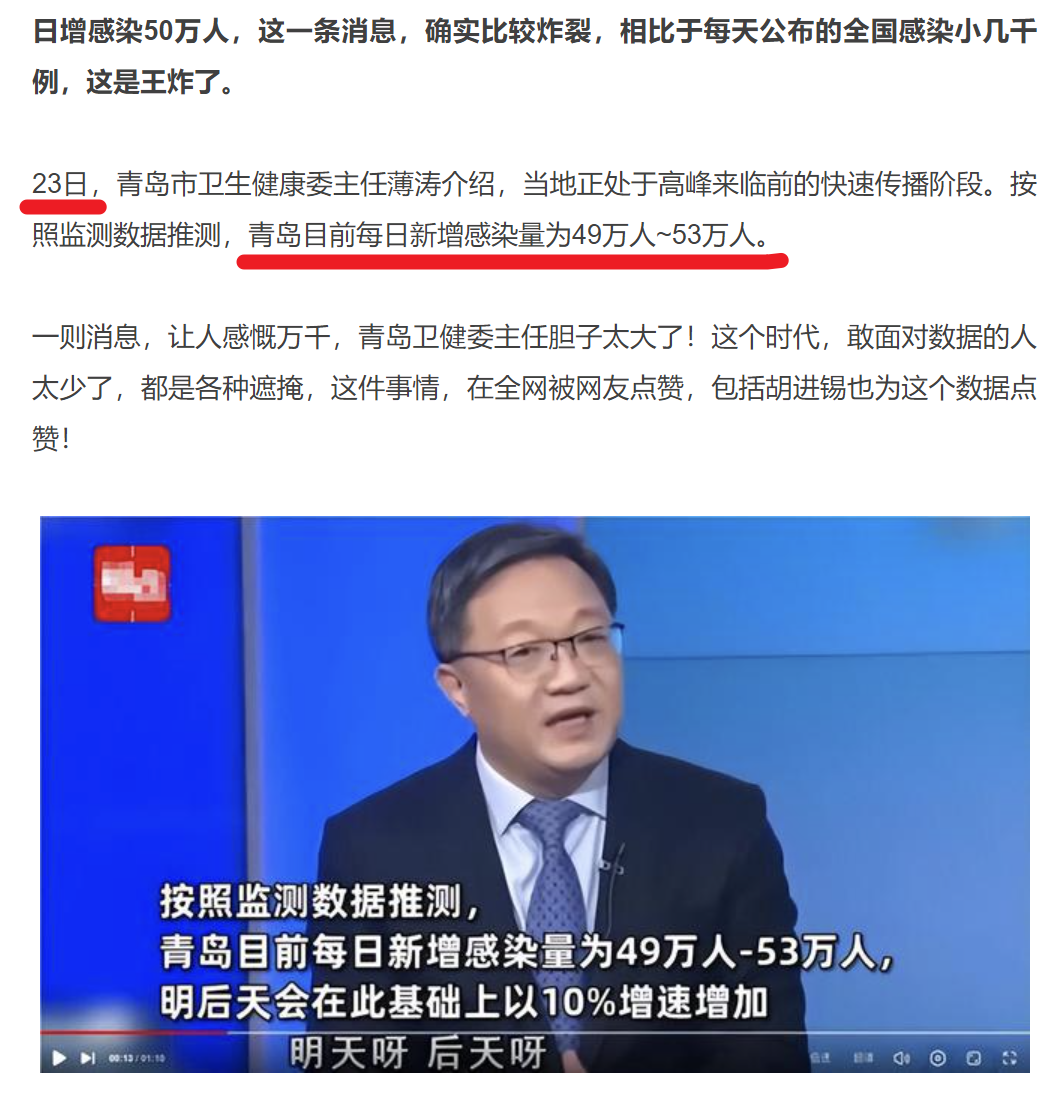 日增感染50万人，这一条消息，确实比较炸裂，相比于每天公布的全国感染小几千
例，这是王炸了。
23日，青岛市卫生健康委主任薄涛介绍，当地正处于高峰来临前的快速传播阶段。按
照监测数据推测，青岛目前每日新增感染量为49万人~53万人。
一则消息，让人感慨万千，青岛卫健委主任胆子太大了！这个时代，敢面对数据的人
太少了，都是各种遮掩，这件事情，在全网被网友点赞，包括胡进锡也为这个数据点
赞！
按照监测数据推测，
青岛目前每日新增感染量为49万人-53万人，
明后天会在此基础上以10%增速增加
明天呀 后天呀
00:13 / 01:10
倍速 超清